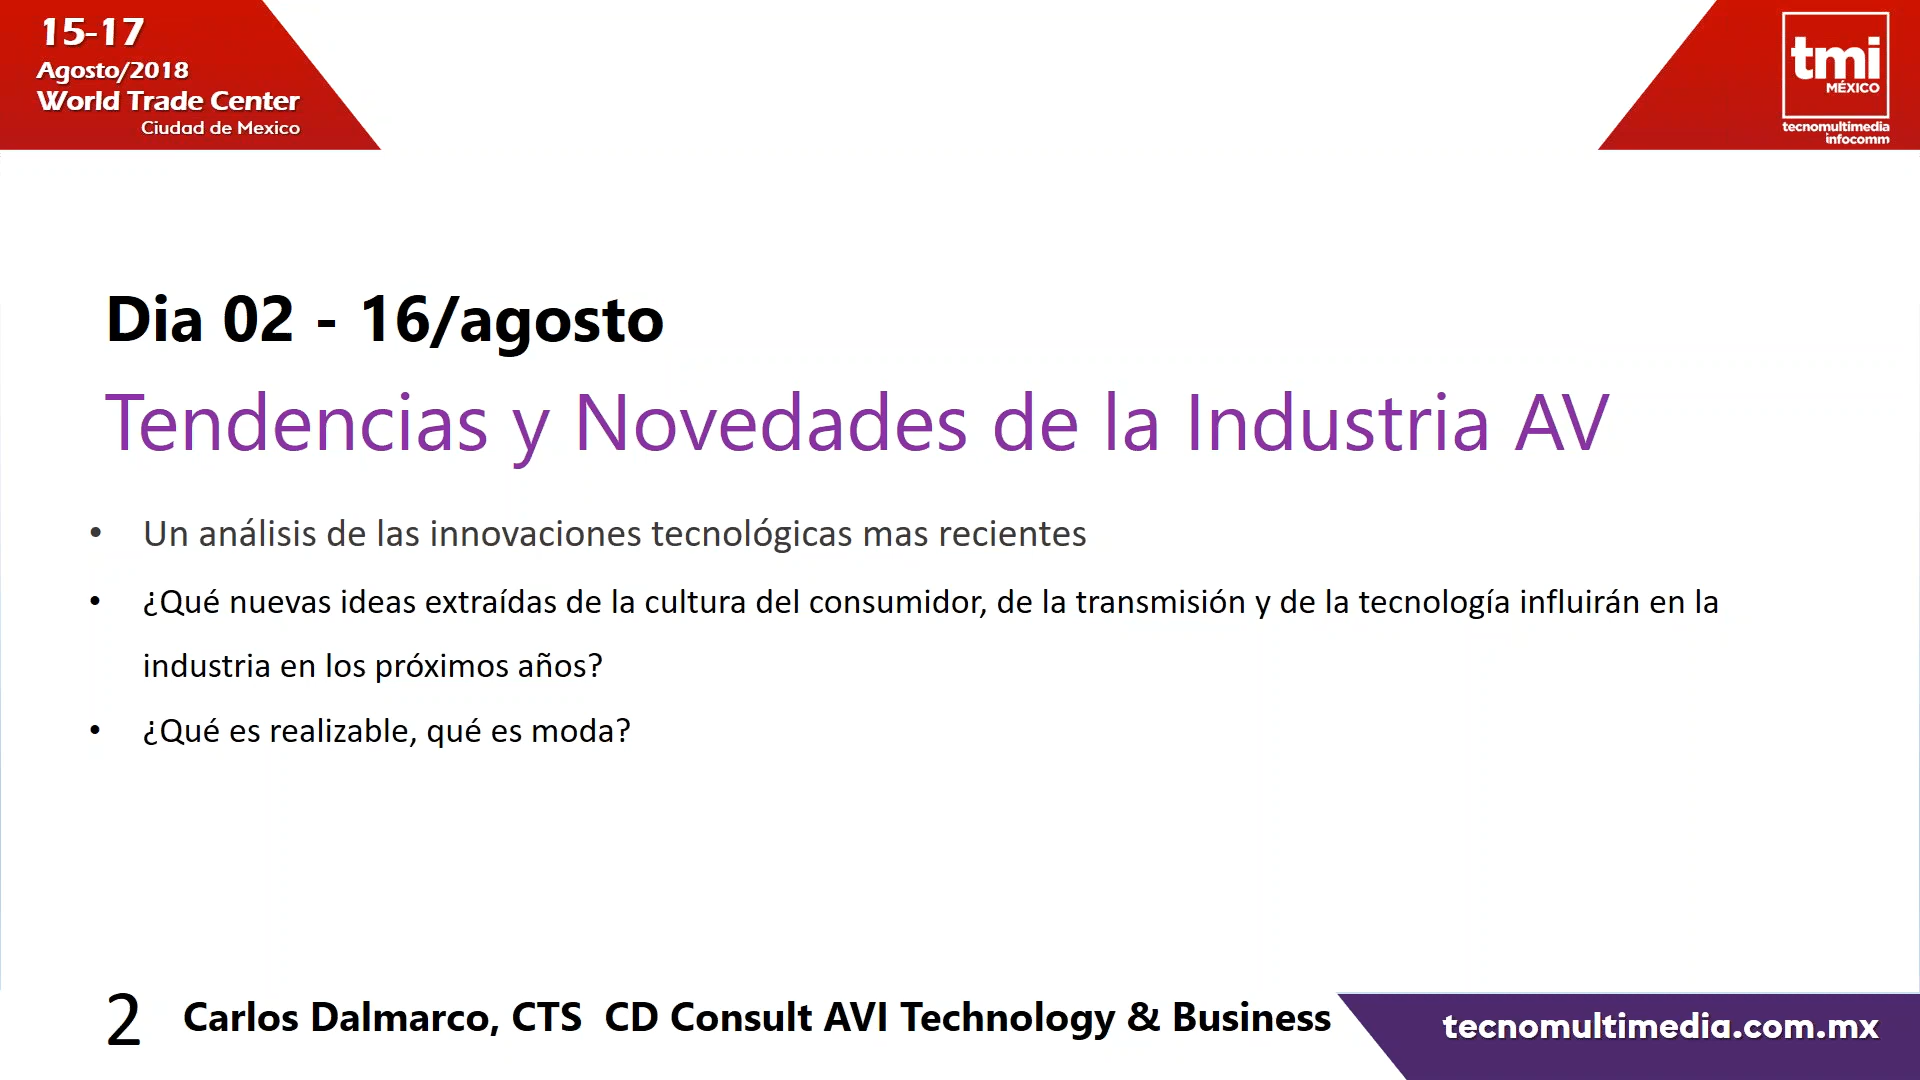 15-17
Agosto/2018
World Trade Center
Ciudad de Mexico
tmi
MÉXICO
tecnomultimedia
infocomm
Dia 02 - 16/agosto
Tendencias y Novedades de la Industria AV
• Un análisis de las innovaciones tecnológicas mas recientes
• ¿Qué nuevas ideas extraídas de la cultura del consumidor, de la transmisión y de la tecnología influirán en la
industria en los próximos años?
• ¿Qué es realizable, qué es moda?
2 Carlos Dalmarco, CTS CD Consult AVI Technology & Business
tecnomultimedia.com.mx